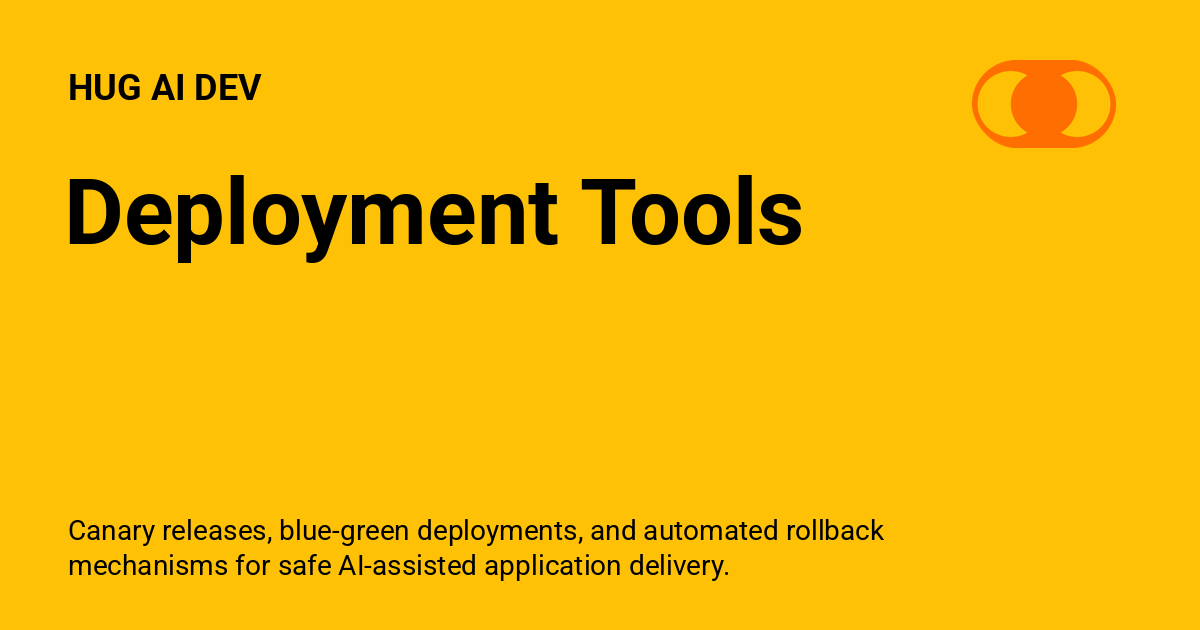 HUG AI DEV
Deployment Tools
Canary releases, blue-green deployments, and automated rollback
mechanisms for safe AI-assisted application delivery.